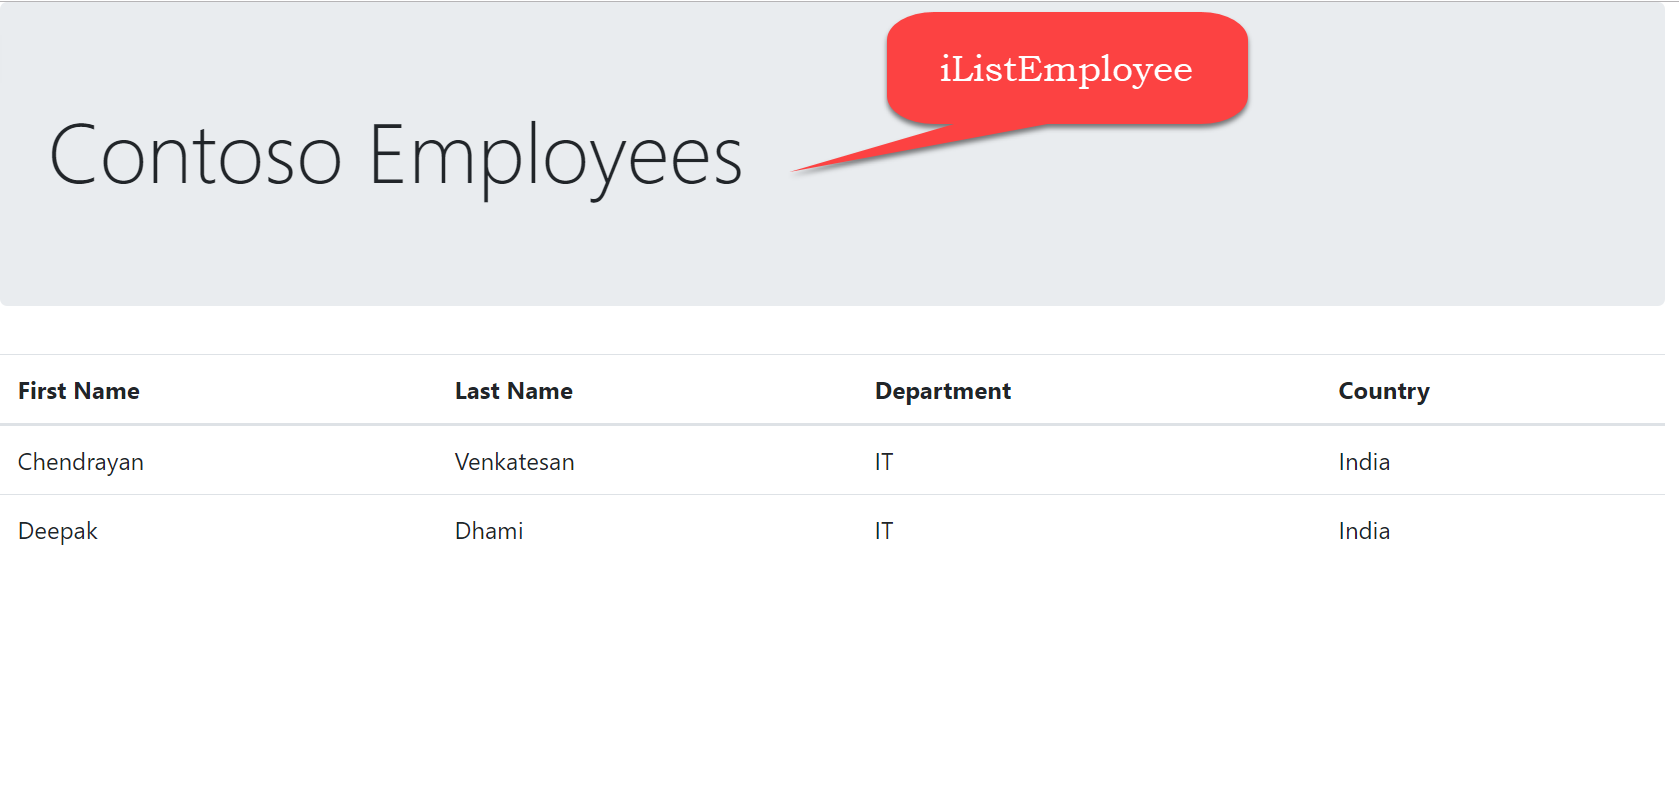 iListEmployee
Contoso Employees
First Name Last Name Department Country
Chendrayan Venkatesan IT India
Deepak Dhami IT India